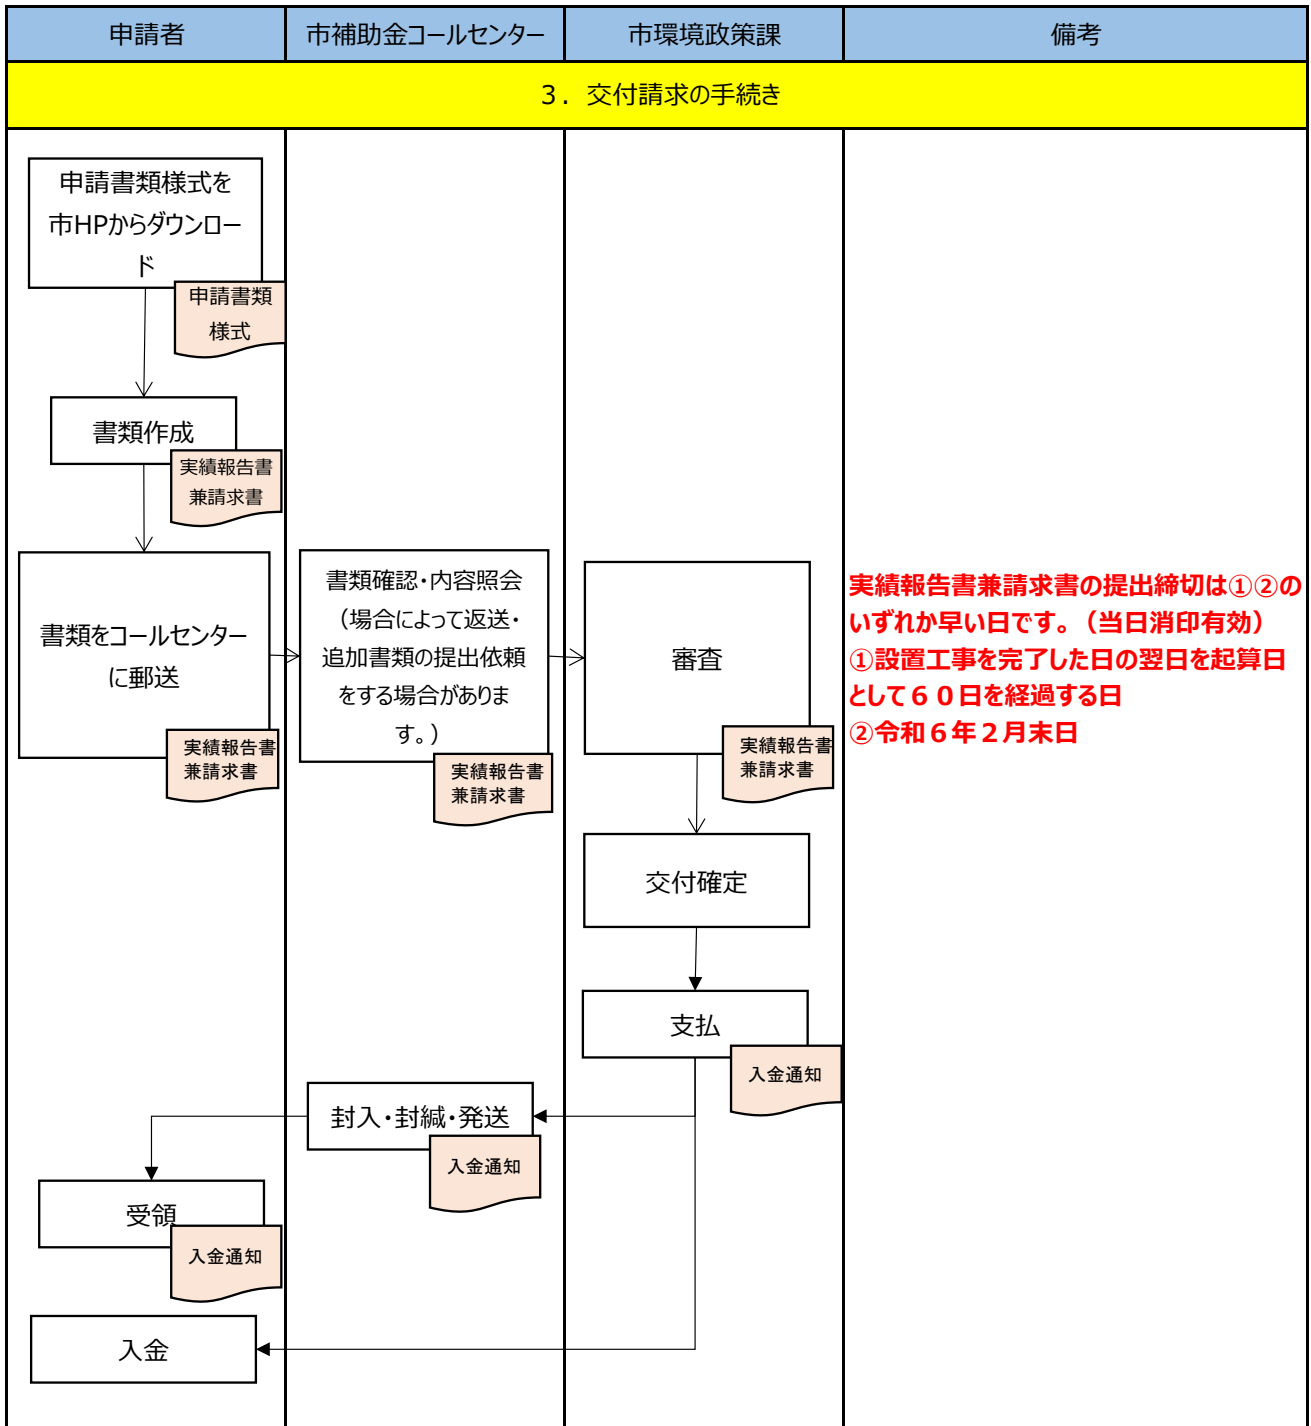 申請者
市補助金コールセンター
市環境政策課
備考
３．交付請求の手続き
申請書類様式を
市HPからダウンロー
ド
申請書類
様式
書類作成
実績報告書
兼請求書
書類をコールセンター
に郵送
実績報告書
兼請求書
書類確認・内容照会
（場合によって返送・
追加書類の提出依頼
をする場合がありま
す。）
実績報告書
兼請求書
審査
実績報告書
兼請求書
実績報告書兼請求書の提出締切は①②の
いずれか早い日です。（当日消印有効）
①設置工事を完了した日の翌日を起算日
として６０日を経過する日
②令和６年２月末日
交付確定
支払
入金通知
封入・封緘・発送
入金通知
受領
入金通知
入金